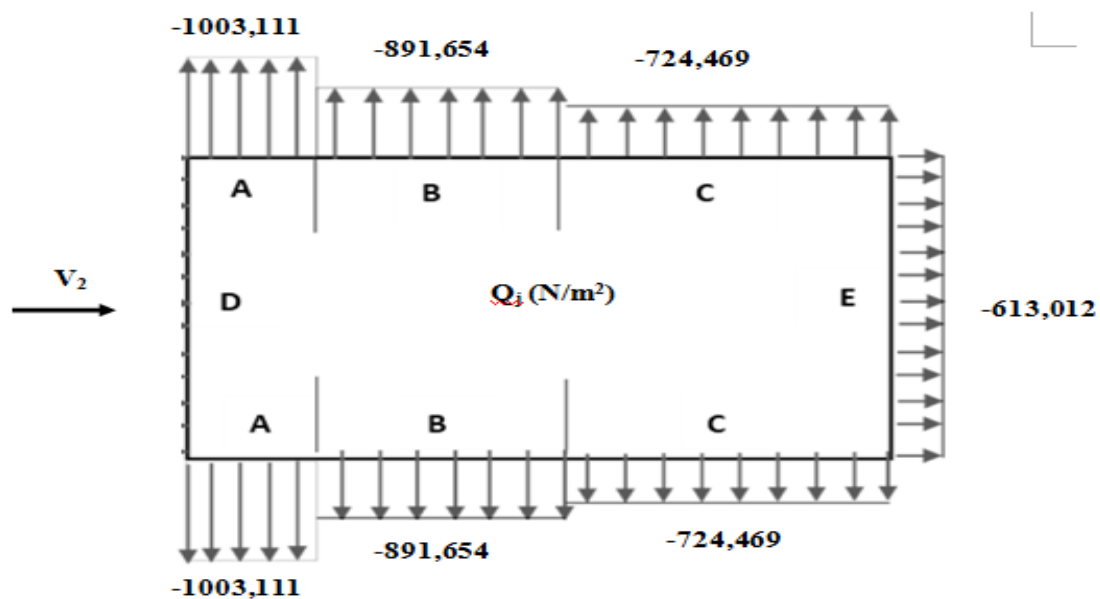 -1003,111
-891,654
-724,469
A
B
C
V₂
D
Qⱼ (N/m²)
E
-613,012
A
B
C
-891,654
-724,469
-1003,111